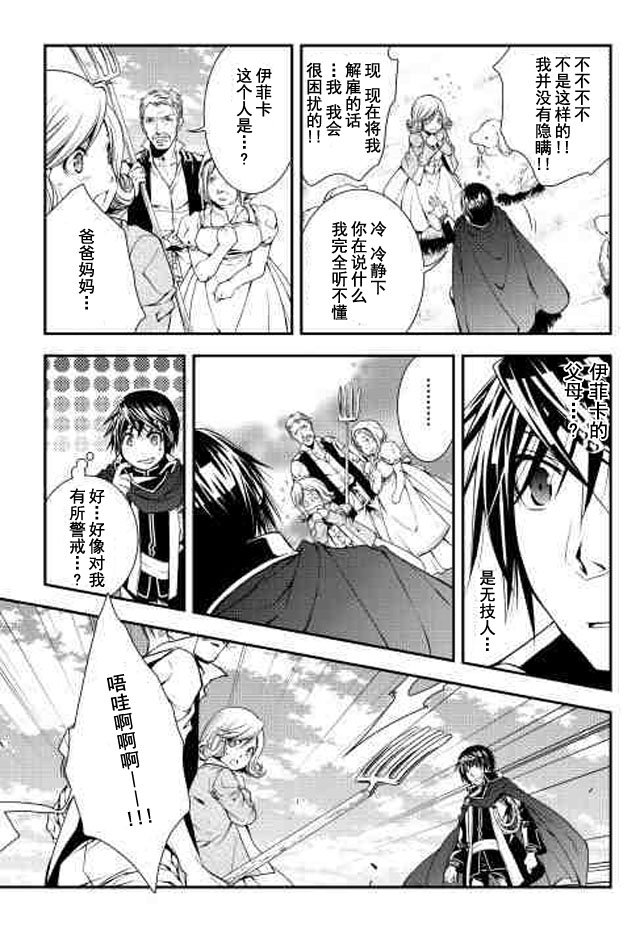 不不不不
不是这样的!!
我并没有隐瞒!!
现 现在将我
解雇的话
…我 我会
很困扰的!!
冷 冷静下
你在说什么
我完全听不懂
伊菲卡
这个人是…?
爸爸妈妈…
伊菲卡的
父母…?
是无技人…
………
好…好像对我
有所警戒…?
唔哇啊啊啊——!!!